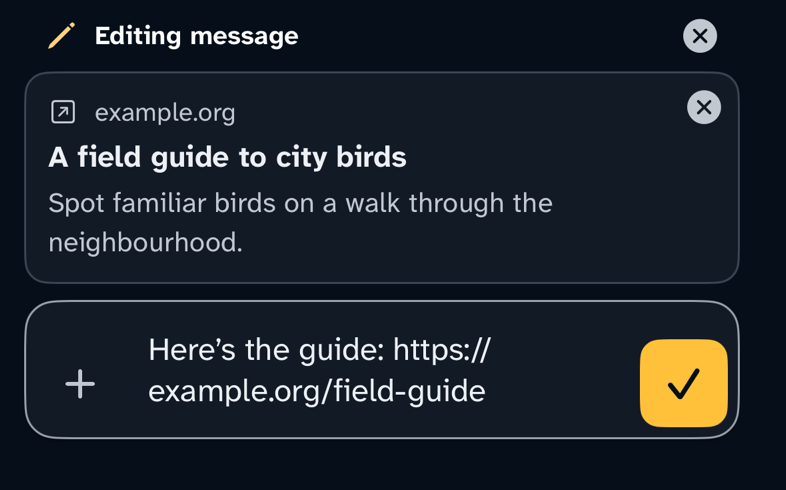 Editing message
example.org
A field guide to city birds
Spot familiar birds on a walk through the
neighbourhood.
Here’s the guide: https://
example.org/field-guide